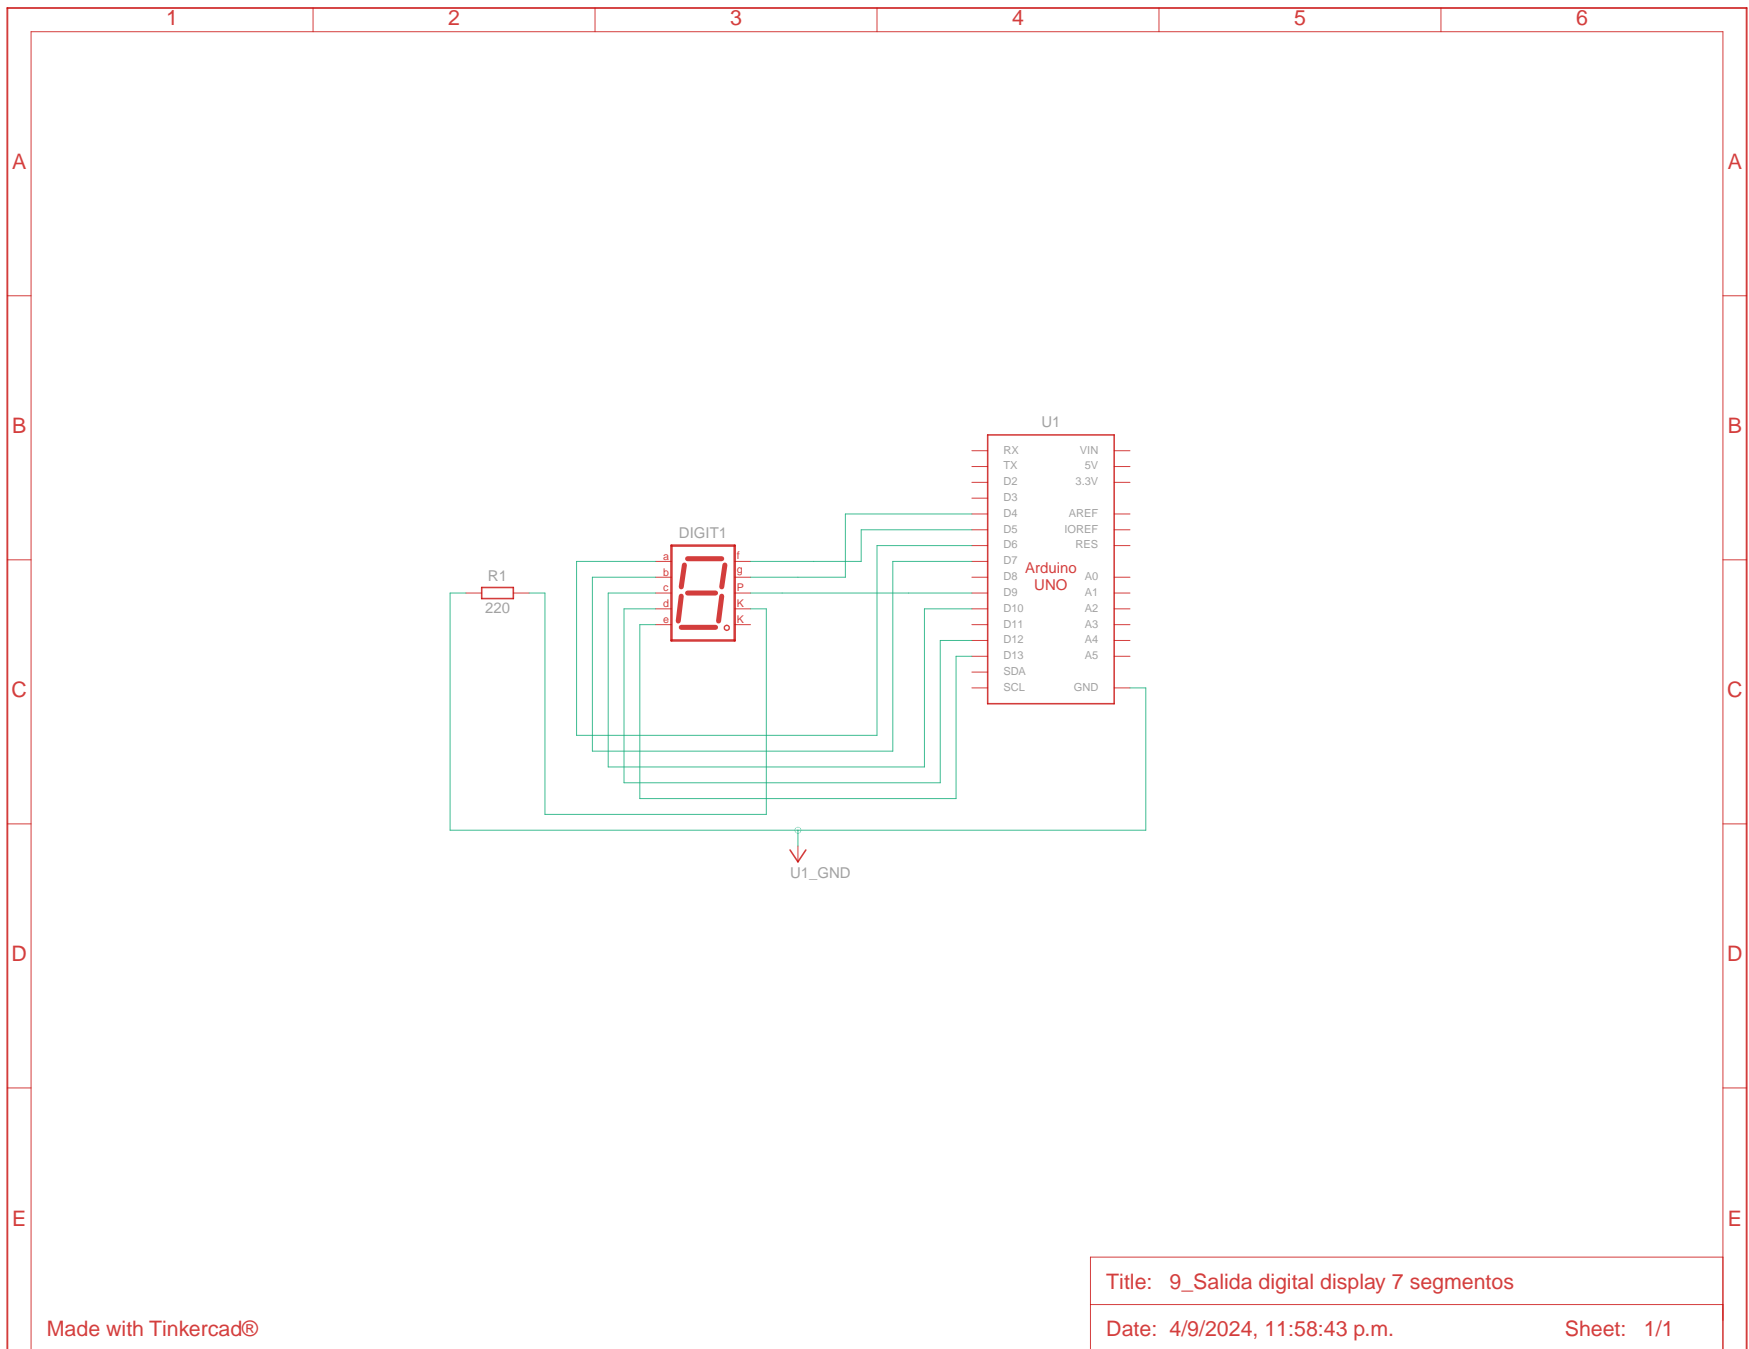 1 2 3 4 5 6
A A
B B
C C
D D
E E
U1
RX VIN
TX 5V
D2 3.3V
D3
D4 AREF
D5 IOREF
D6 RES
D7
Arduino
D8 A0
UNO
D9 A1
D10 A2
D11 A3
D12 A4
D13 A5
SDA
SCL GND
DIGIT1
a f
b g
c P
d K
e K
R1
220
U1_GND
Title: 9_Salida digital display 7 segmentos
Made with Tinkercad®
Date: 4/9/2024, 11:58:43 p.m. Sheet: 1/1